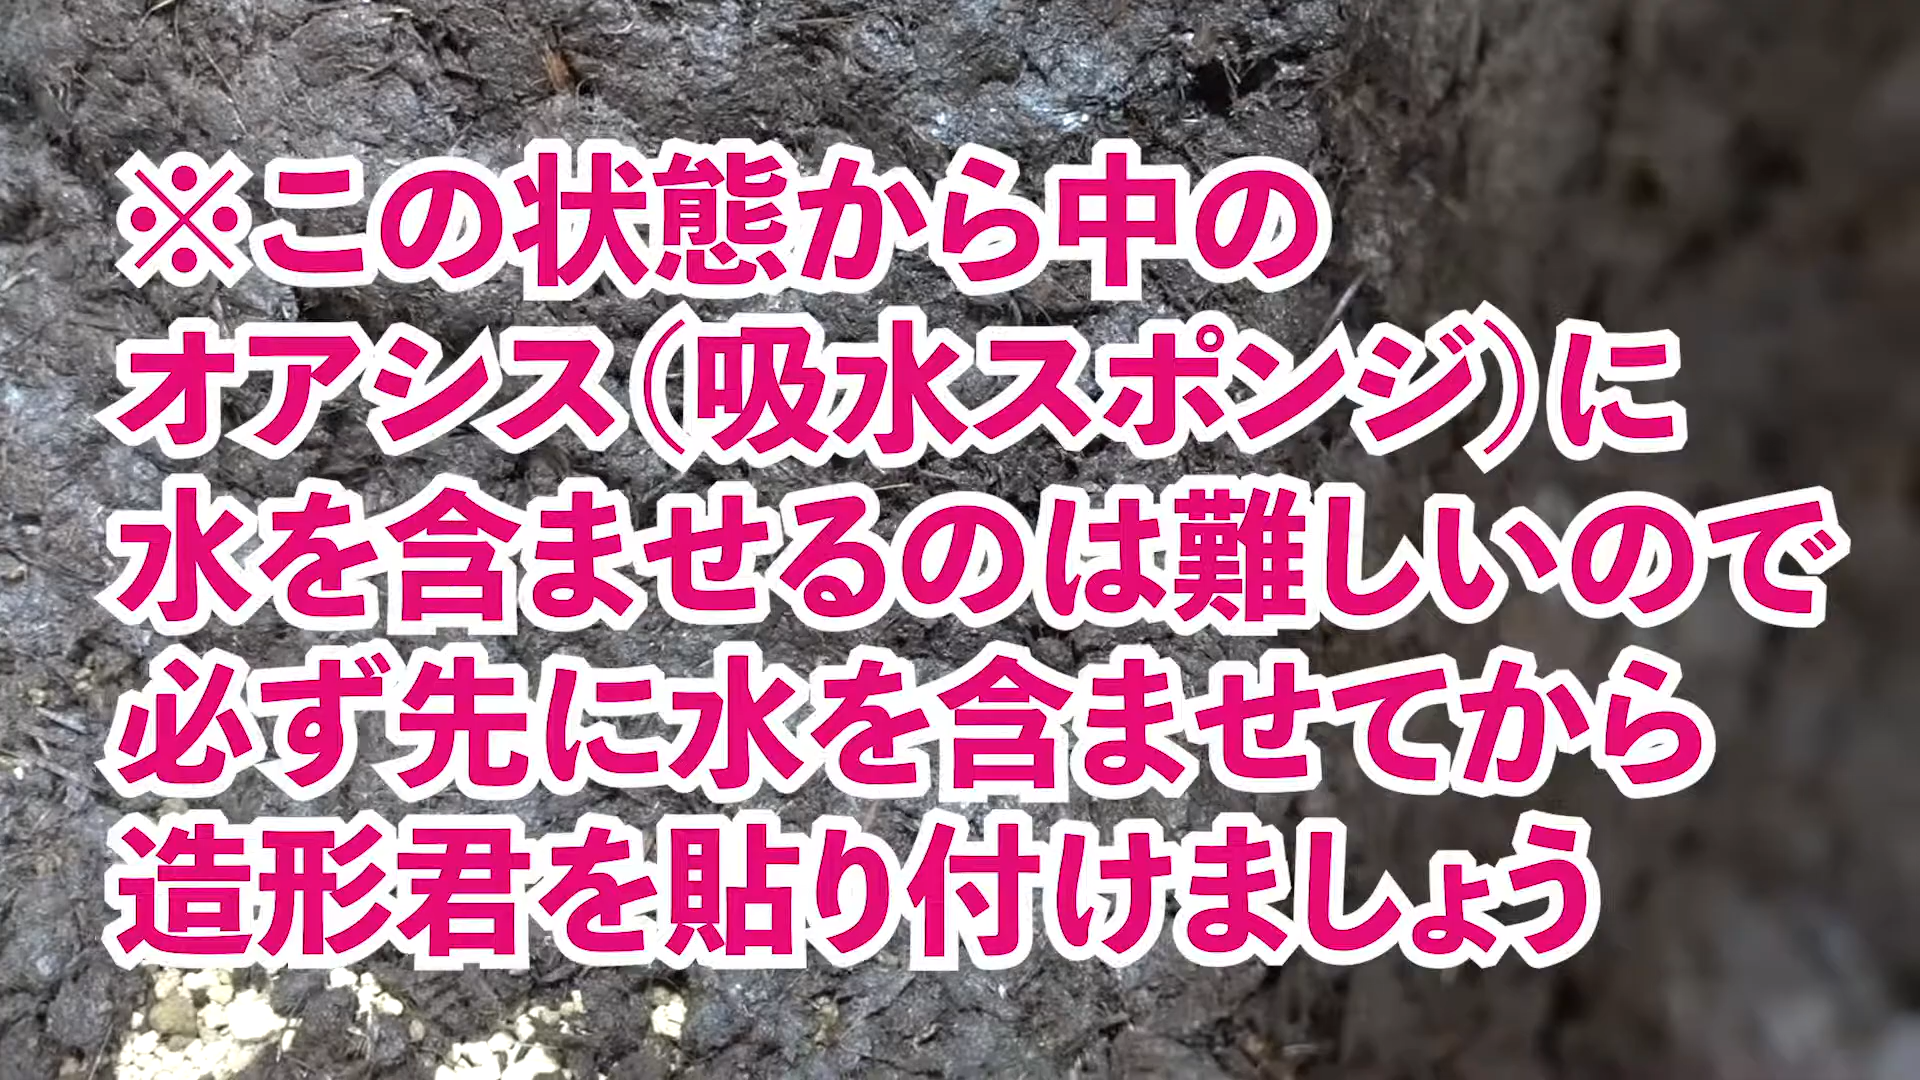 ※この状態から中の
オアシス（吸水スポンジ）に
水を含ませるのは難しいので
必ず先に水を含ませてから
造形君を貼り付けましょう